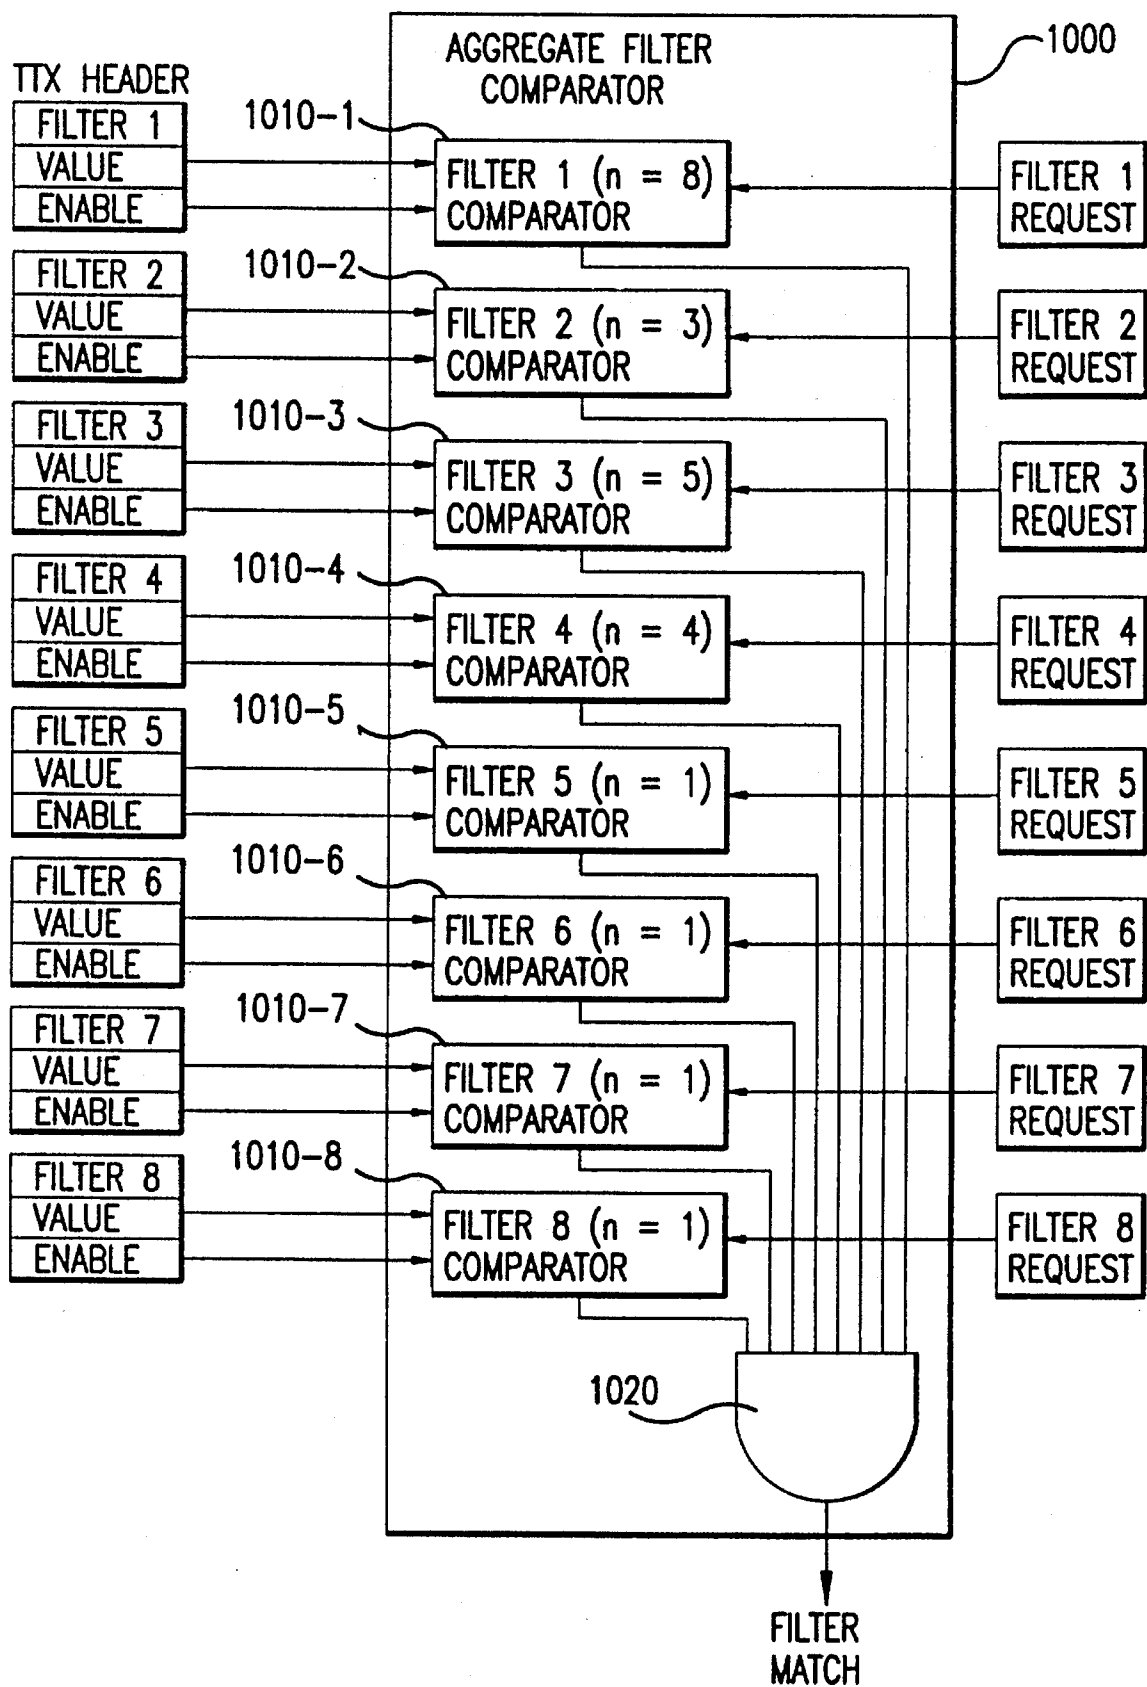 AGGREGATE FILTER
COMPARATOR
1000
TTX HEADER
FILTER 1
VALUE
ENABLE
1010-1
FILTER 1 (n = 8)
COMPARATOR
FILTER 1
REQUEST
FILTER 2
VALUE
ENABLE
1010-2
FILTER 2 (n = 3)
COMPARATOR
FILTER 2
REQUEST
FILTER 3
VALUE
ENABLE
1010-3
FILTER 3 (n = 5)
COMPARATOR
FILTER 3
REQUEST
FILTER 4
VALUE
ENABLE
1010-4
FILTER 4 (n = 4)
COMPARATOR
FILTER 4
REQUEST
FILTER 5
VALUE
ENABLE
1010-5
FILTER 5 (n = 1)
COMPARATOR
FILTER 5
REQUEST
FILTER 6
VALUE
ENABLE
1010-6
FILTER 6 (n = 1)
COMPARATOR
FILTER 6
REQUEST
FILTER 7
VALUE
ENABLE
1010-7
FILTER 7 (n = 1)
COMPARATOR
FILTER 7
REQUEST
FILTER 8
VALUE
ENABLE
1010-8
FILTER 8 (n = 1)
COMPARATOR
FILTER 8
REQUEST
1020
FILTER
MATCH